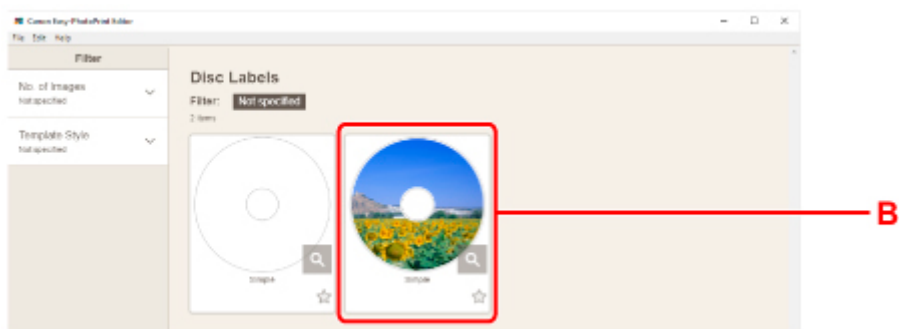 Canon Easy-PhotoPrint Editor
File Edit Help
Filter
No. of Images
Not specified
Template Style
Not specified
Disc Labels
Filter: Not specified
2 items
Simple
Simple
B